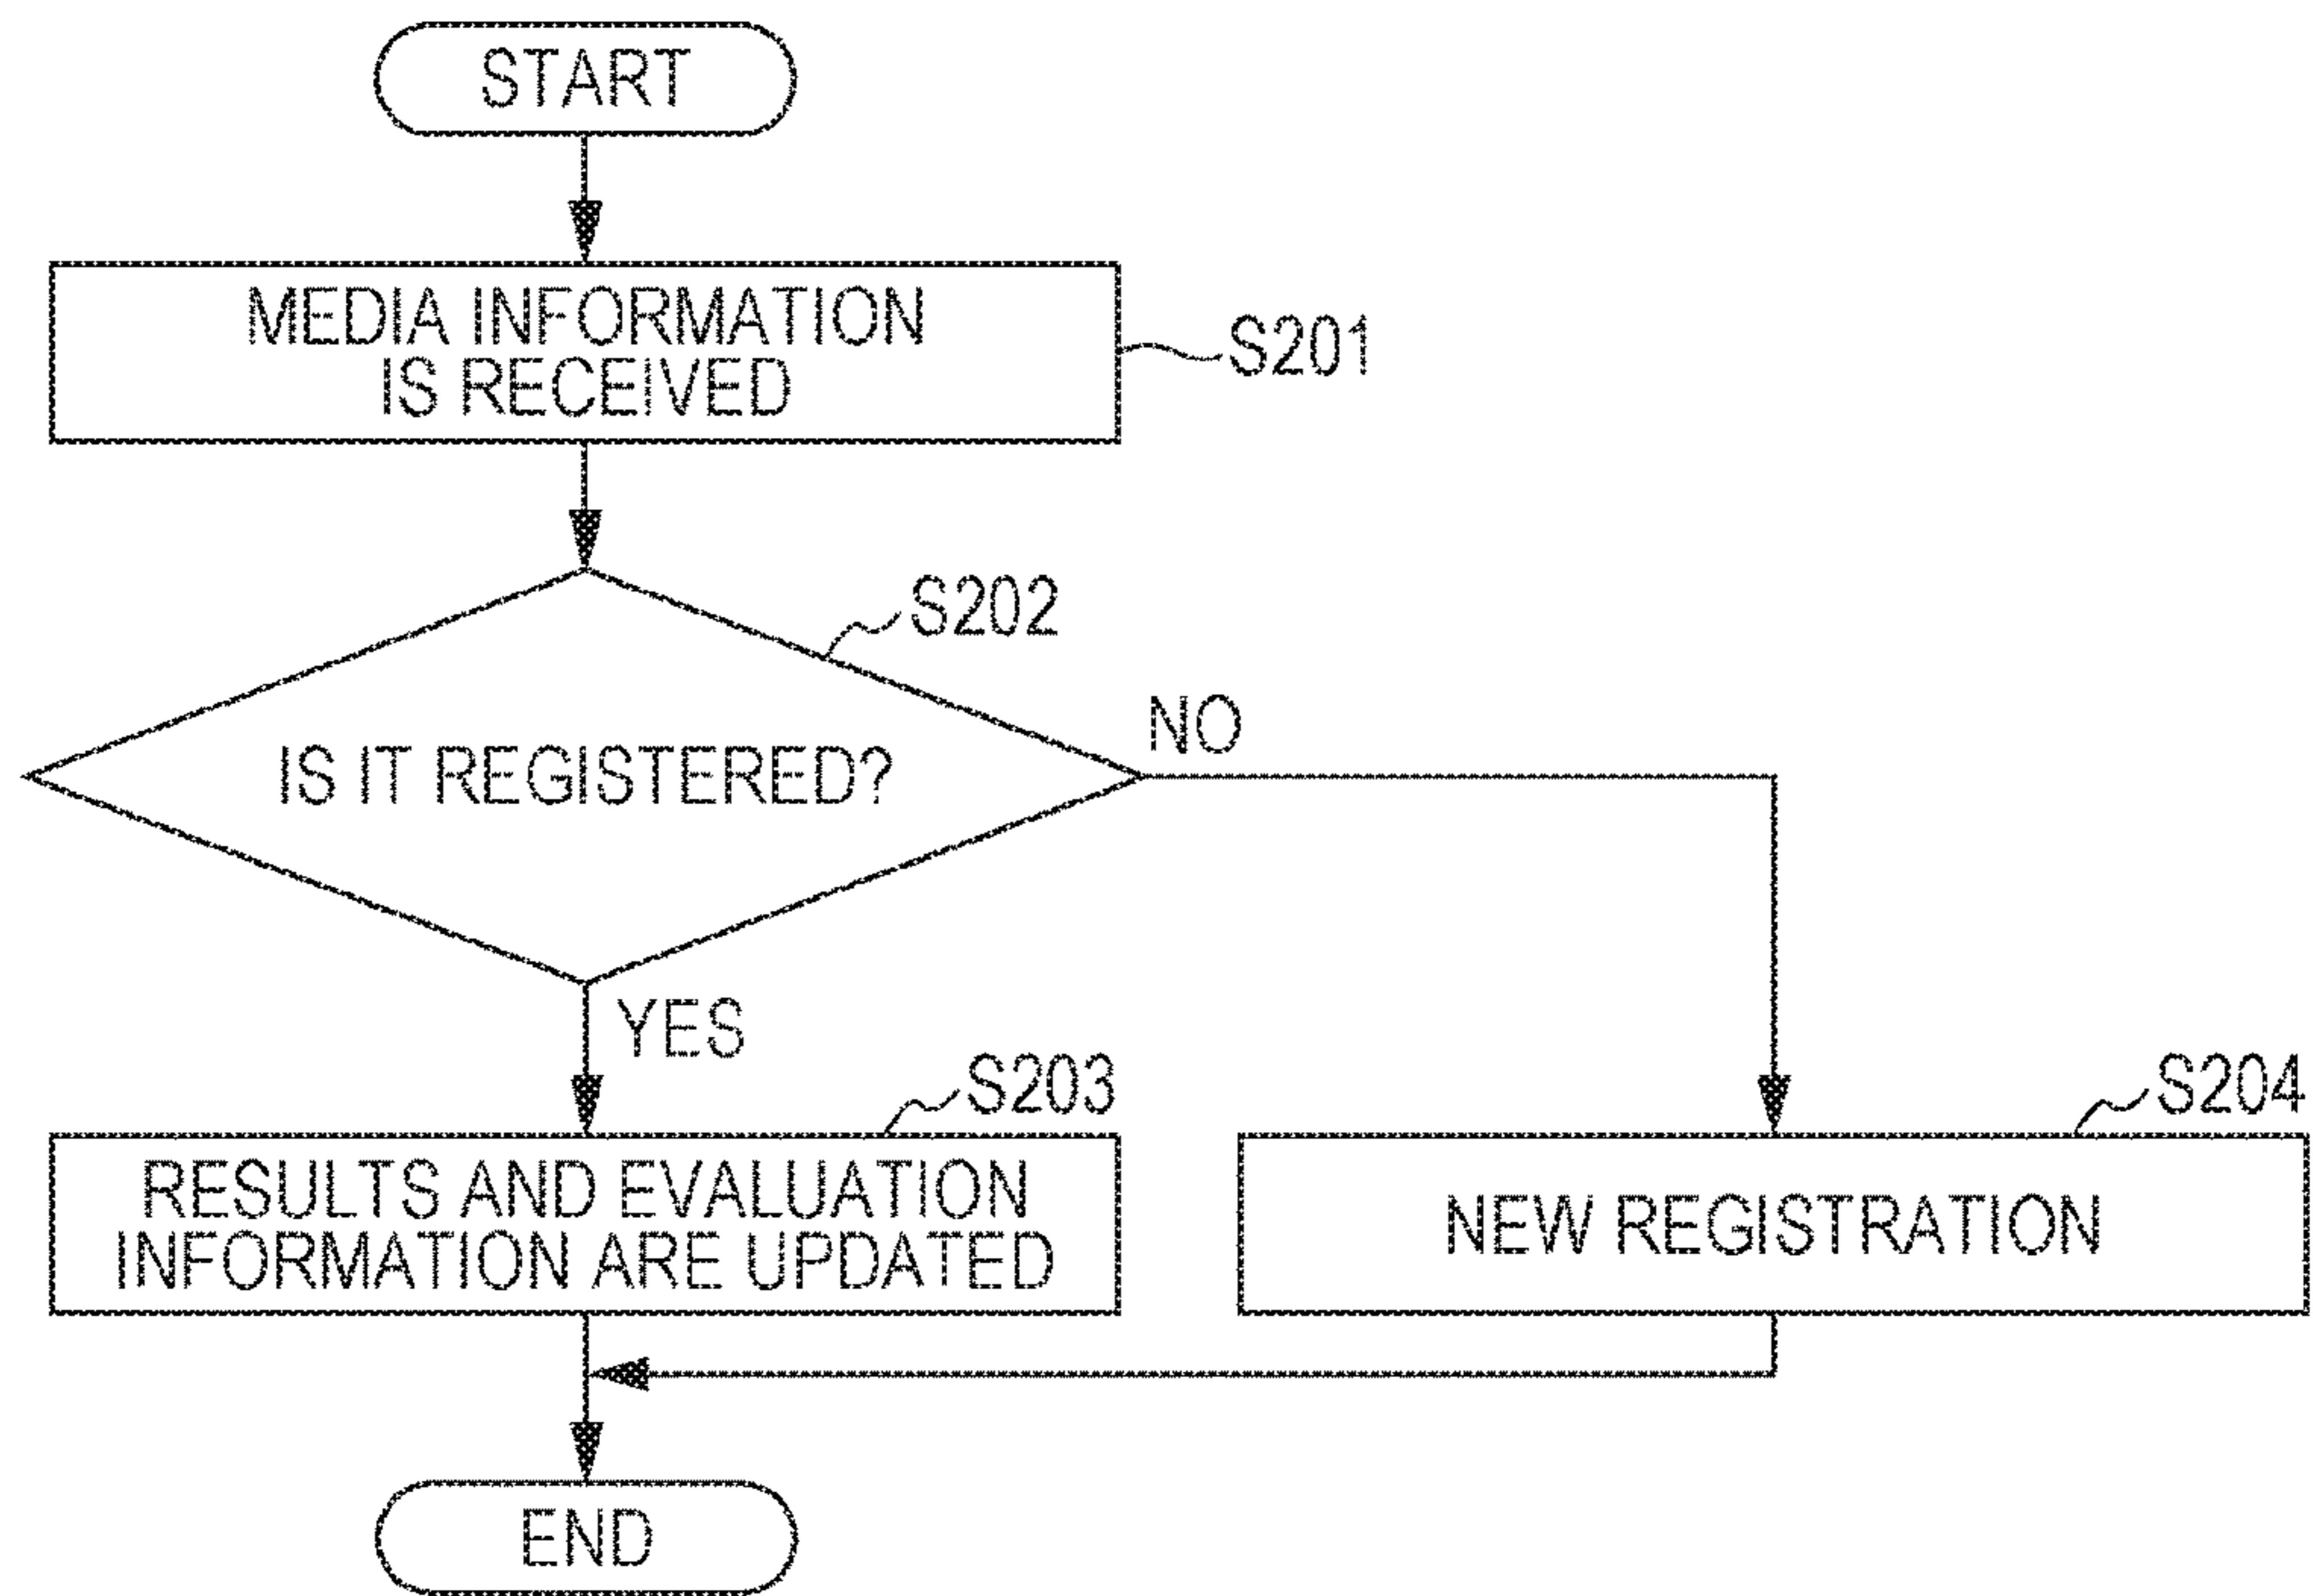 START
MEDIA INFORMATION
IS RECEIVED
S201
S202
IS IT REGISTERED?
NO
YES
S203
RESULTS AND EVALUATION
INFORMATION ARE UPDATED
S204
NEW REGISTRATION
END